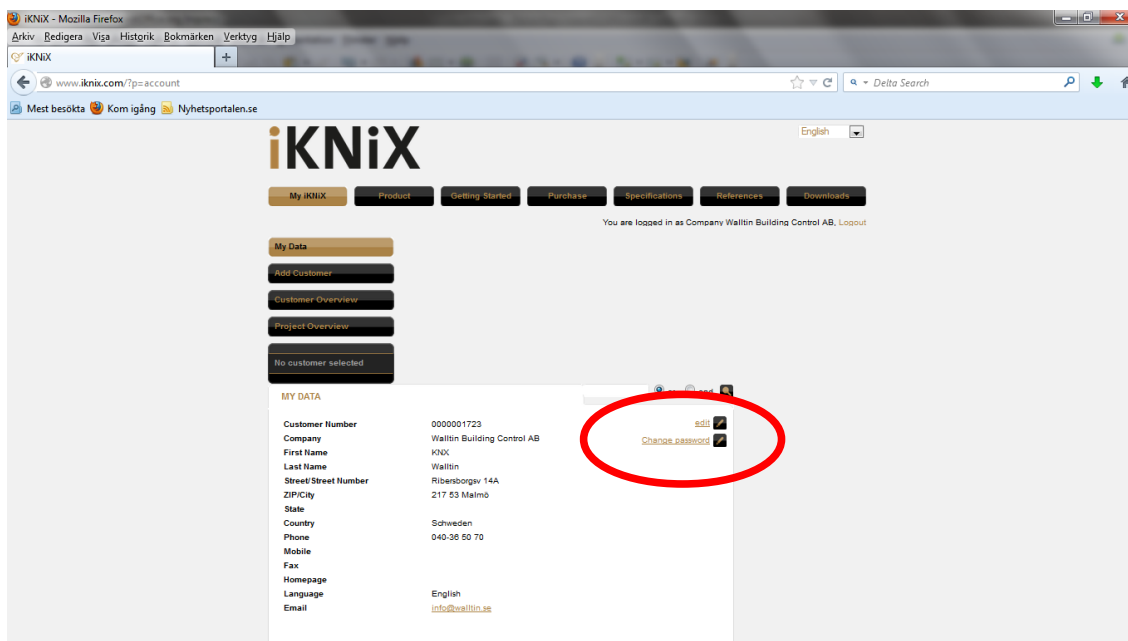 iKNiX - Mozilla Firefox
Arkiv Redigera Visa Historik Bokmärken Verktyg Hjälp
iKNiX +
www.iknix.com/?p=account Delta Search
Mest besökta Kom igång Nyhetsportalen.se
iKNiX English
My iKNiX Product Getting Started Purchase Specifications References Downloads
You are logged in as Company Walltin Building Control AB, Logout
My Data
Add Customer
Customer Overview
Project Overview
No customer selected
MY DATA
Customer Number 0000001723 edit
Company Walltin Building Control AB Change password
First Name KNX
Last Name Walltin
Street/Street Number Ribersborgsv 14A
ZIP/City 217 53 Malmö
State
Country Schweden
Phone 040-36 50 70
Mobile
Fax
Homepage
Language English
Email info@walltin.se